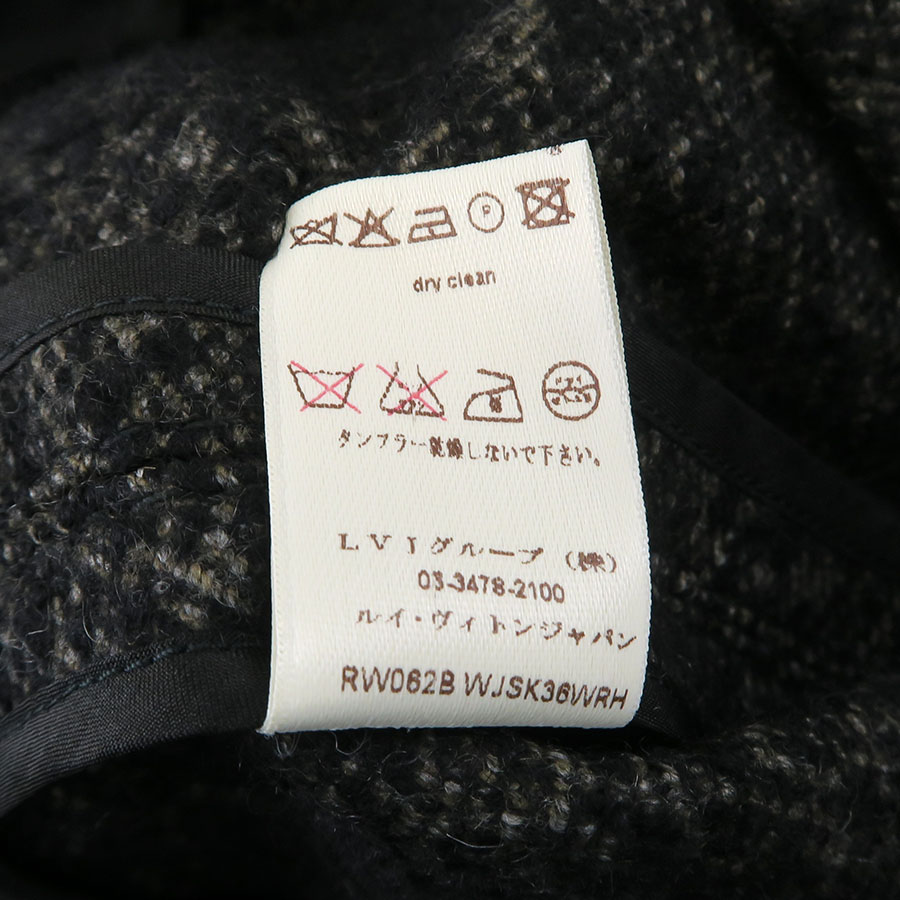 P
dry clean
タンブラー乾燥しないで下さい。
LVJグループ(株)
03-3478-2100
ルイ・ヴィトンジャパン
RW062B WJSK36WRH